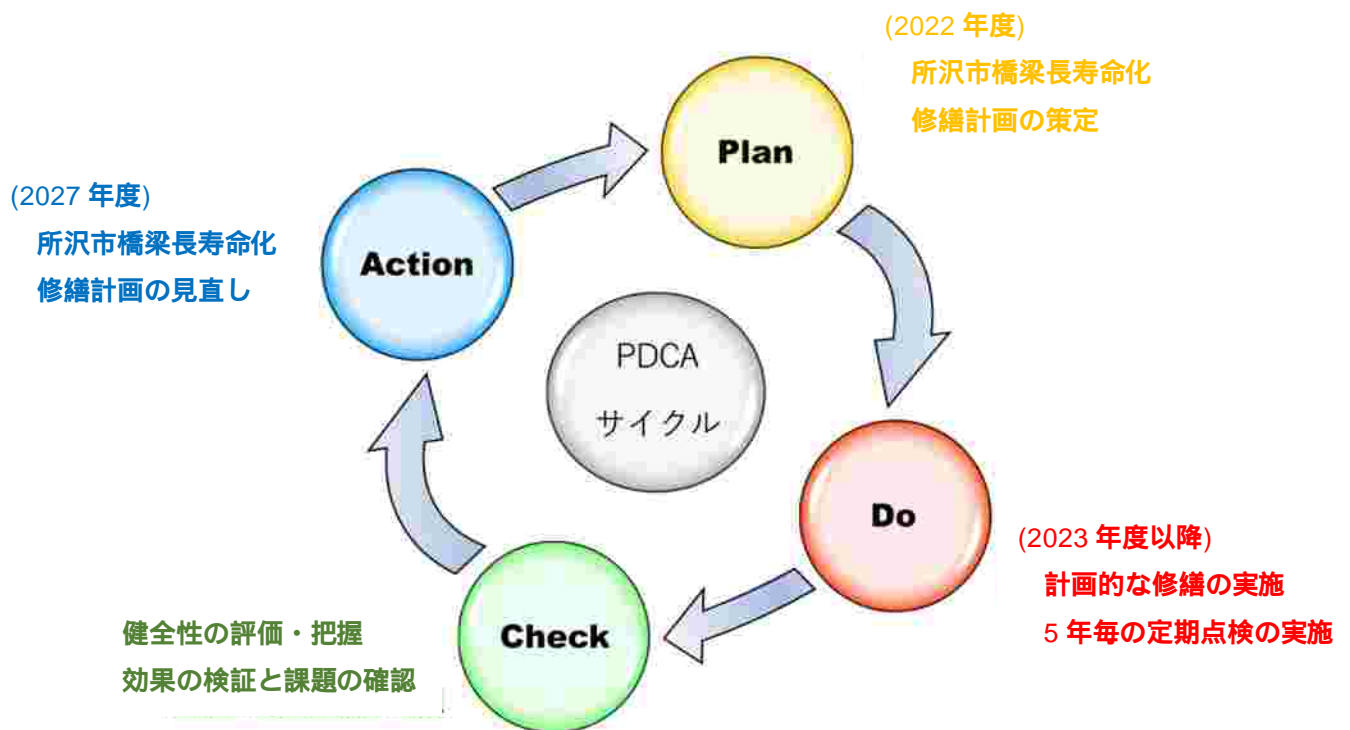 (2022 年度)
所沢市橋梁長寿命化
修繕計画の策定
Plan
(2027 年度)
所沢市橋梁長寿命化
修繕計画の見直し
Action
PDCA
サイクル
Do
(2023 年度以降)
計画的な修繕の実施
5 年毎の定期点検の実施
Check
健全性の評価・把握
効果の検証と課題の確認